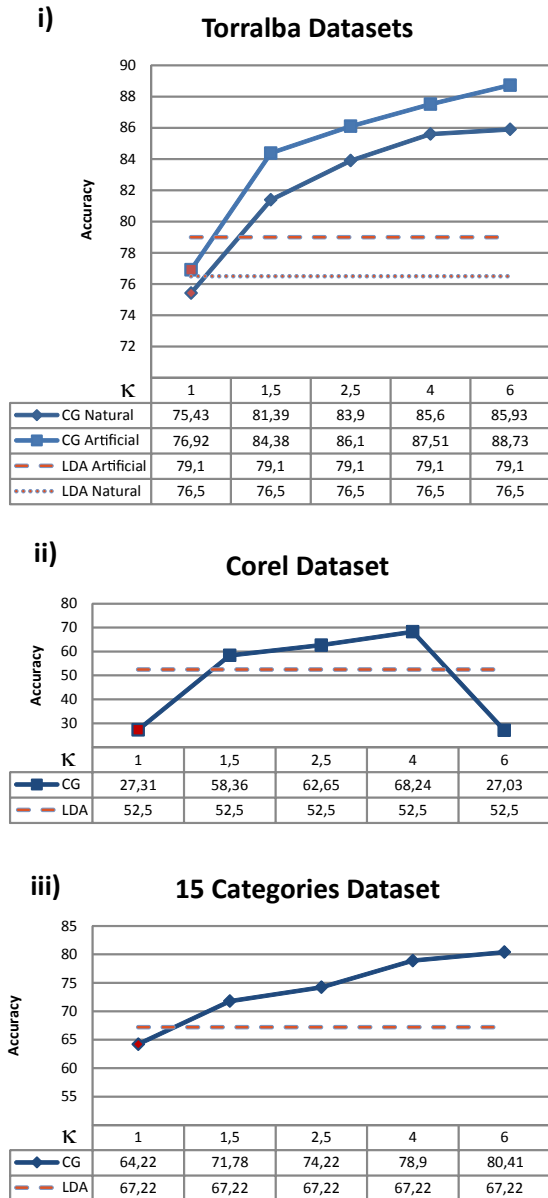 i)
Torralba Datasets
90
88
86
84
82
80
78
76
74
72
Accuracy
κ 1 1,5 2,5 4 6
CG Natural 75,43 81,39 83,9 85,6 85,93
CG Artificial 76,92 84,38 86,1 87,51 88,73
LDA Artificial 79,1 79,1 79,1 79,1 79,1
LDA Natural 76,5 76,5 76,5 76,5 76,5
ii)
Corel Dataset
80
70
60
50
40
30
Accuracy
κ 1 1,5 2,5 4 6
CG 27,31 58,36 62,65 68,24 27,03
LDA 52,5 52,5 52,5 52,5 52,5
iii)
15 Categories Dataset
85
80
75
70
65
60
55
Accuracy
κ 1 1,5 2,5 4 6
CG 64,22 71,78 74,22 78,9 80,41
LDA 67,22 67,22 67,22 67,22 67,22